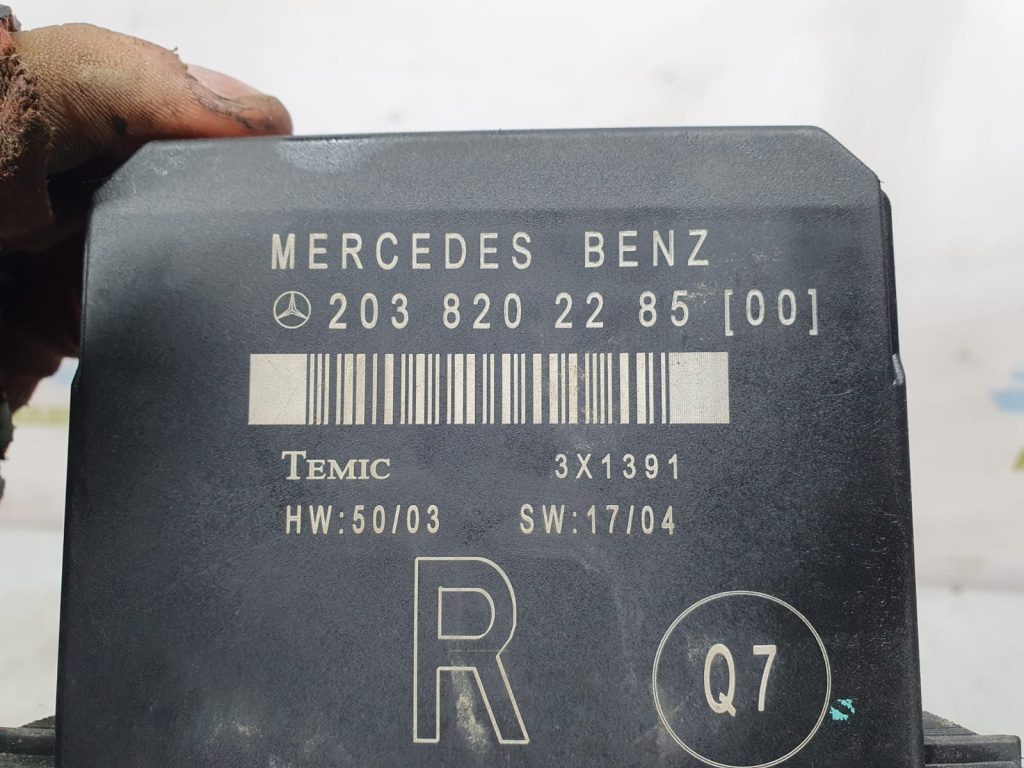 MERCEDES BENZ
203 820 22 85 [00]
TEMIC 3X1391
HW:50/03 SW:17/04
R
Q7